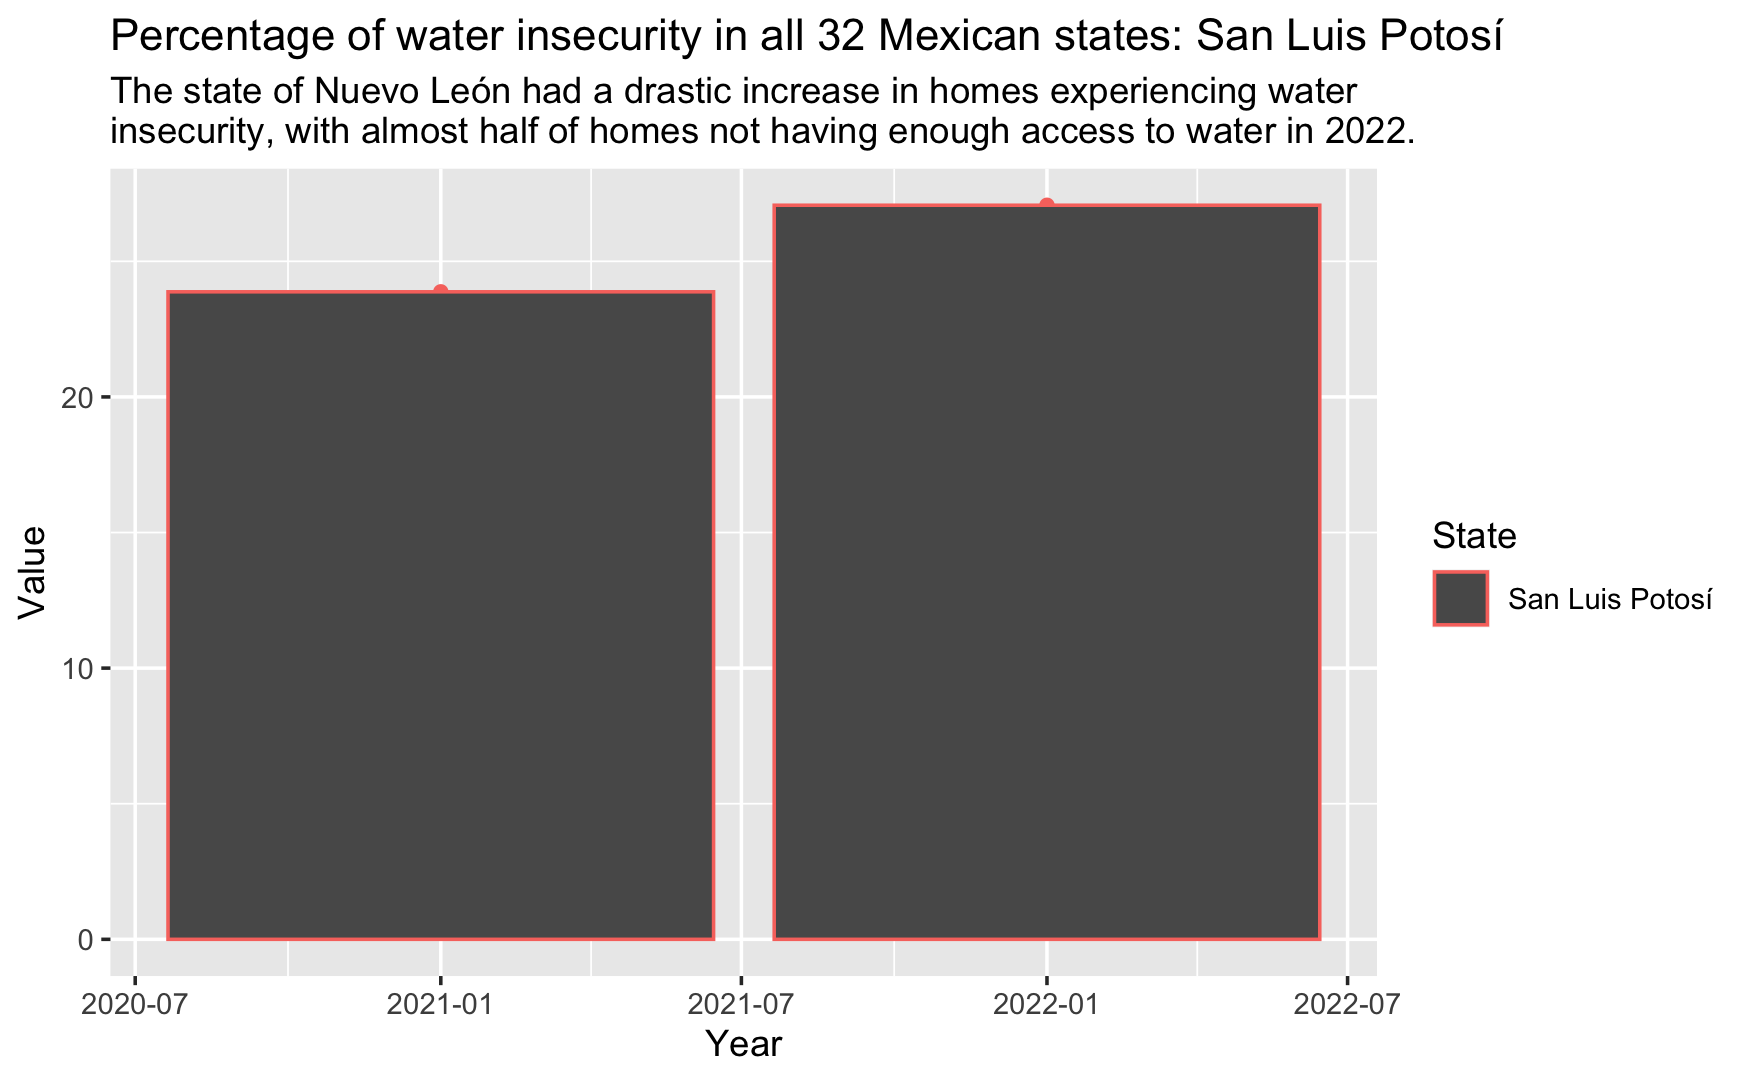 Percentage of water insecurity in all 32 Mexican states: San Luis Potosí
The state of Nuevo León had a drastic increase in homes experiencing water
insecurity, with almost half of homes not having enough access to water in 2022.
Value
20
10
0
2020-07 2021-01 2021-07 2022-01 2022-07
Year
State
San Luis Potosí